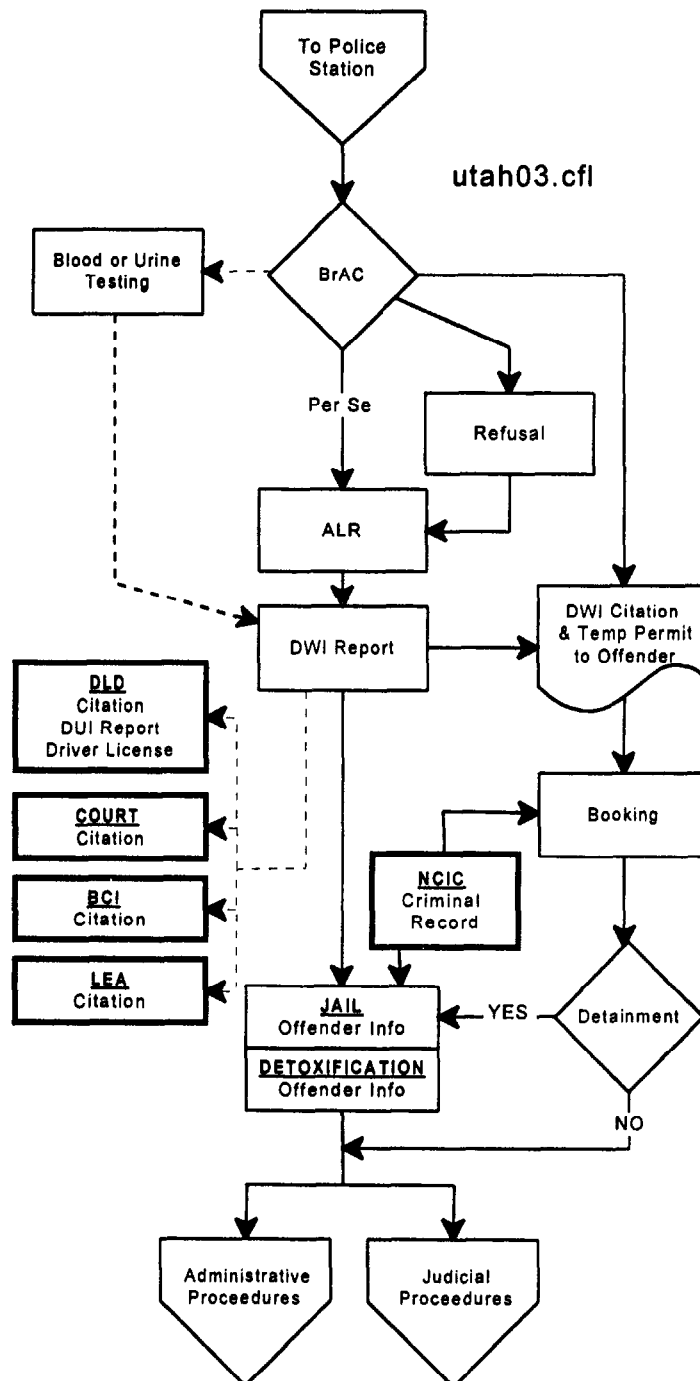 To Police
Station
utah03.cfl
Blood or Urine
Testing
BrAC
Per Se
Refusal
ALR
DWI Report
DWI Citation
& Temp Permit
to Offender
DLD
Citation
DUI Report
Driver License
COURT
Citation
BCI
Citation
LEA
Citation
NCIC
Criminal
Record
Booking
JAIL
Offender Info
DETOXIFICATION
Offender Info
YES
Detainment
NO
Administrative
Proceedures
Judicial
Proceedures